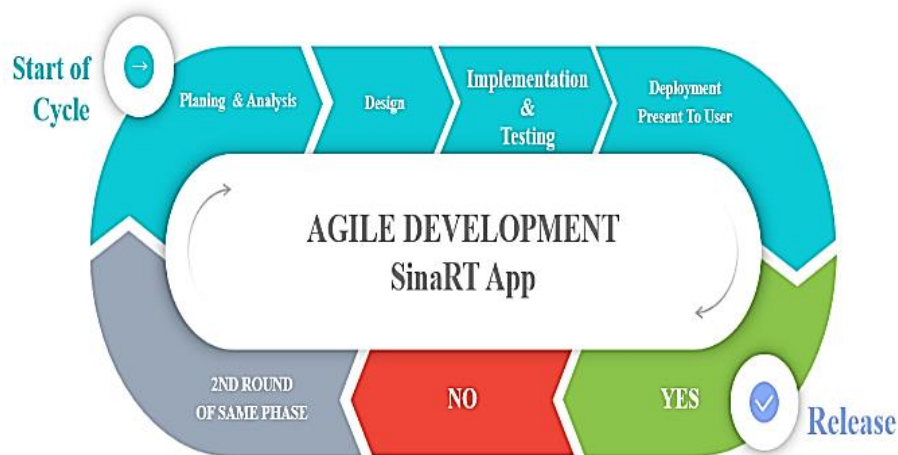 Start of
Cycle
Planing & Analysis
Design
Implementation
&
Testing
Deployment
Present To User
AGILE DEVELOPMENT
SinaRT App
2ND ROUND
OF SAME PHASE
NO
YES
Release